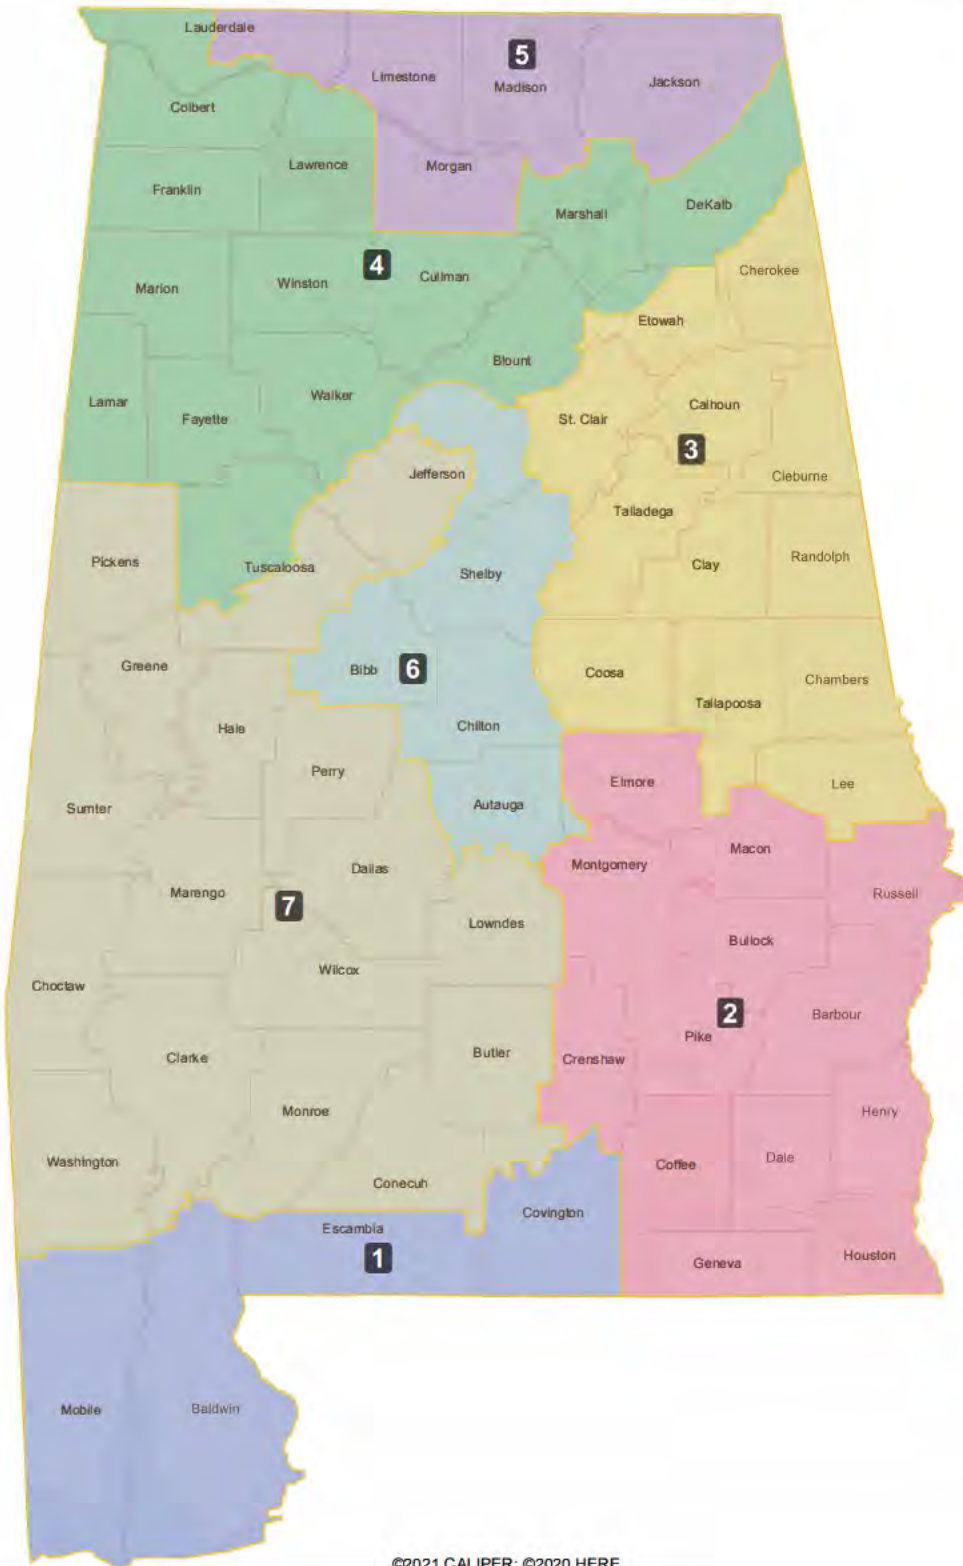 Lauderdale
5
Limestone
Madison
Jackson
Colbert
Lawrence
Morgan
Franklin
DeKalb
Marshall
4
Cullman
Cherokee
Marion
Winston
Etowah
Blount
Walker
Lamar
Fayette
St. Clair
Calhoun
3
Jefferson
Cleburne
Talladega
Pickens
Tuscaloosa
Shelby
Clay
Randolph
Greene
Bibb
6
Coosa
Chambers
Tallapoosa
Hale
Chilton
Perry
Elmore
Lee
Sumter
Autauga
Macon
Dallas
Montgomery
Marengo
7
Russell
Lowndes
Bullock
Wilcox
Choctaw
2
Barbour
Pike
Clarke
Butler
Crenshaw
Monroe
Henry
Washington
Coffee
Dale
Conecuh
Covington
Escambia
1
Geneva
Houston
Mobile
Baldwin
©2021 CALIPER; ©2020 HERE